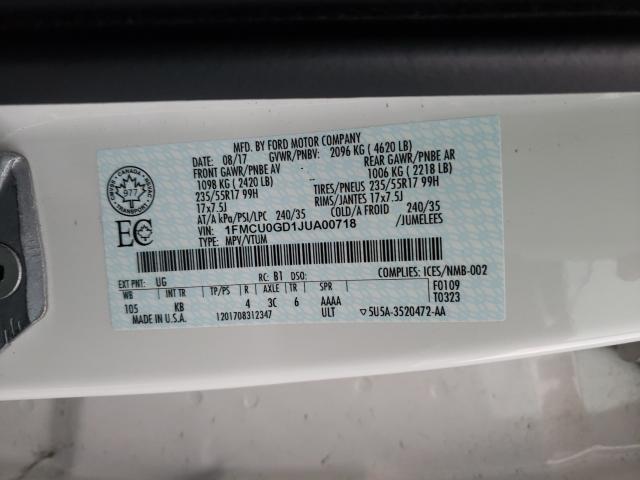 MFD. BY FORD MOTOR COMPANY
08/17 GVWR/PNBV: 2096 KG ( 4620 LB)
FRONT GAWR/PNBE AV REAR GAWR/PNBE AR
1098 KG ( 2420 LB) 1006 KG ( 2218 LB)
235/55R17 99H TIRES/PNEUS 235/55R17 99H
17x7.5J RIMS/JANTES 17x7.5J
AT/A kPa/PSI/LPC 240/35 COLD/A FROID 240/35
VIN: 1FMCU0GD1JUA00718 /JUMELEES
TYPE: MPV/VTUM
CANADA
977
TRANSPORT
EC
EXT PNT: UG RC: B1 DSO: COMPLIES: ICES/NMB-002
WB INT TR TP/PS R AXLE TR SPR F0109
105 KB 4 3C 6 AAAA T0323
MADE IN U.S.A. 1201708312347 ULT ▽5U5A-3520472-AA